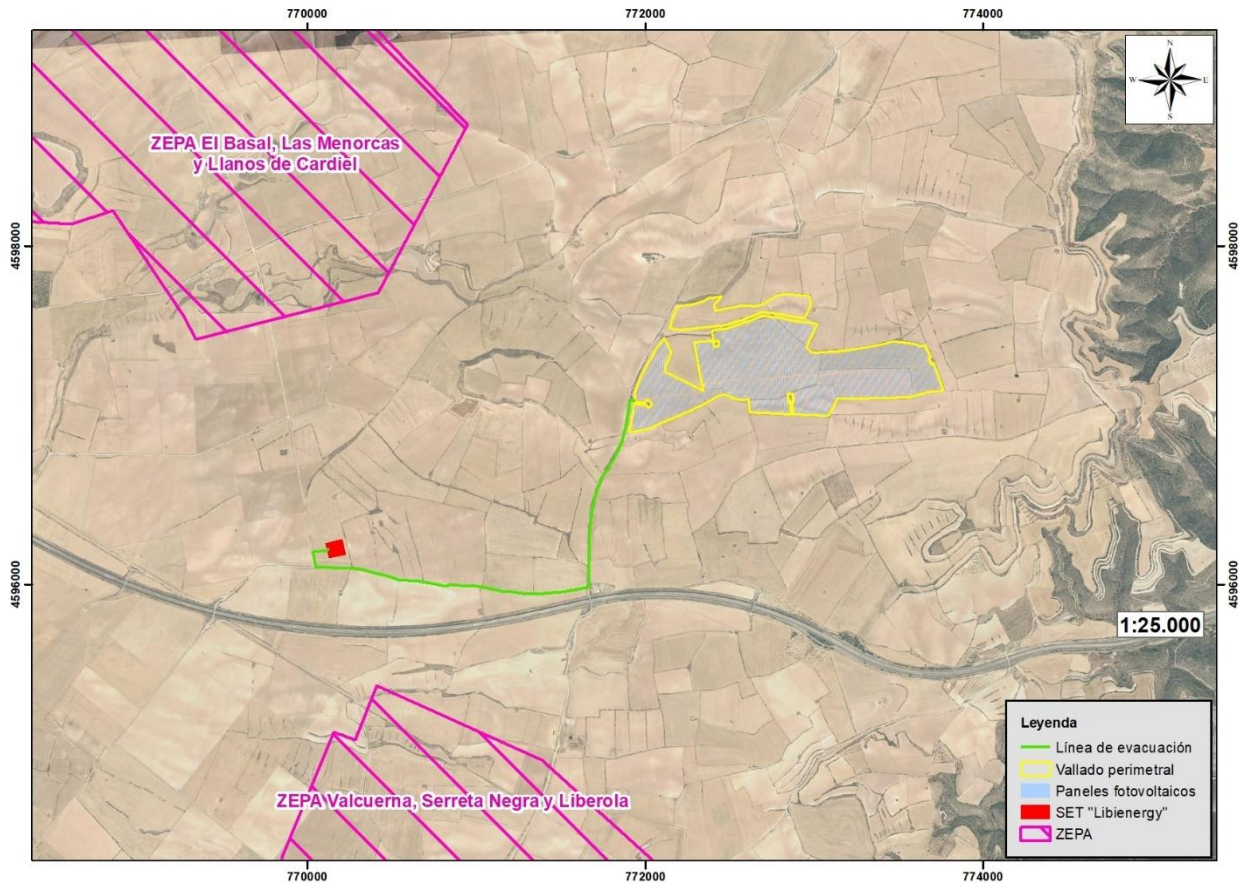 770000
772000
774000
N
W
E
S
ZEPA El Basal, Las Menorcas
y Llanos de Cardiel
4598000
4598000
4596000
4596000
1:25.000
Leyenda
Línea de evacuación
Vallado perimetral
Paneles fotovoltaicos
SET "Libienergy"
ZEPA
ZEPA Valcuerna, Serreta Negra y Liberola
770000
772000
774000